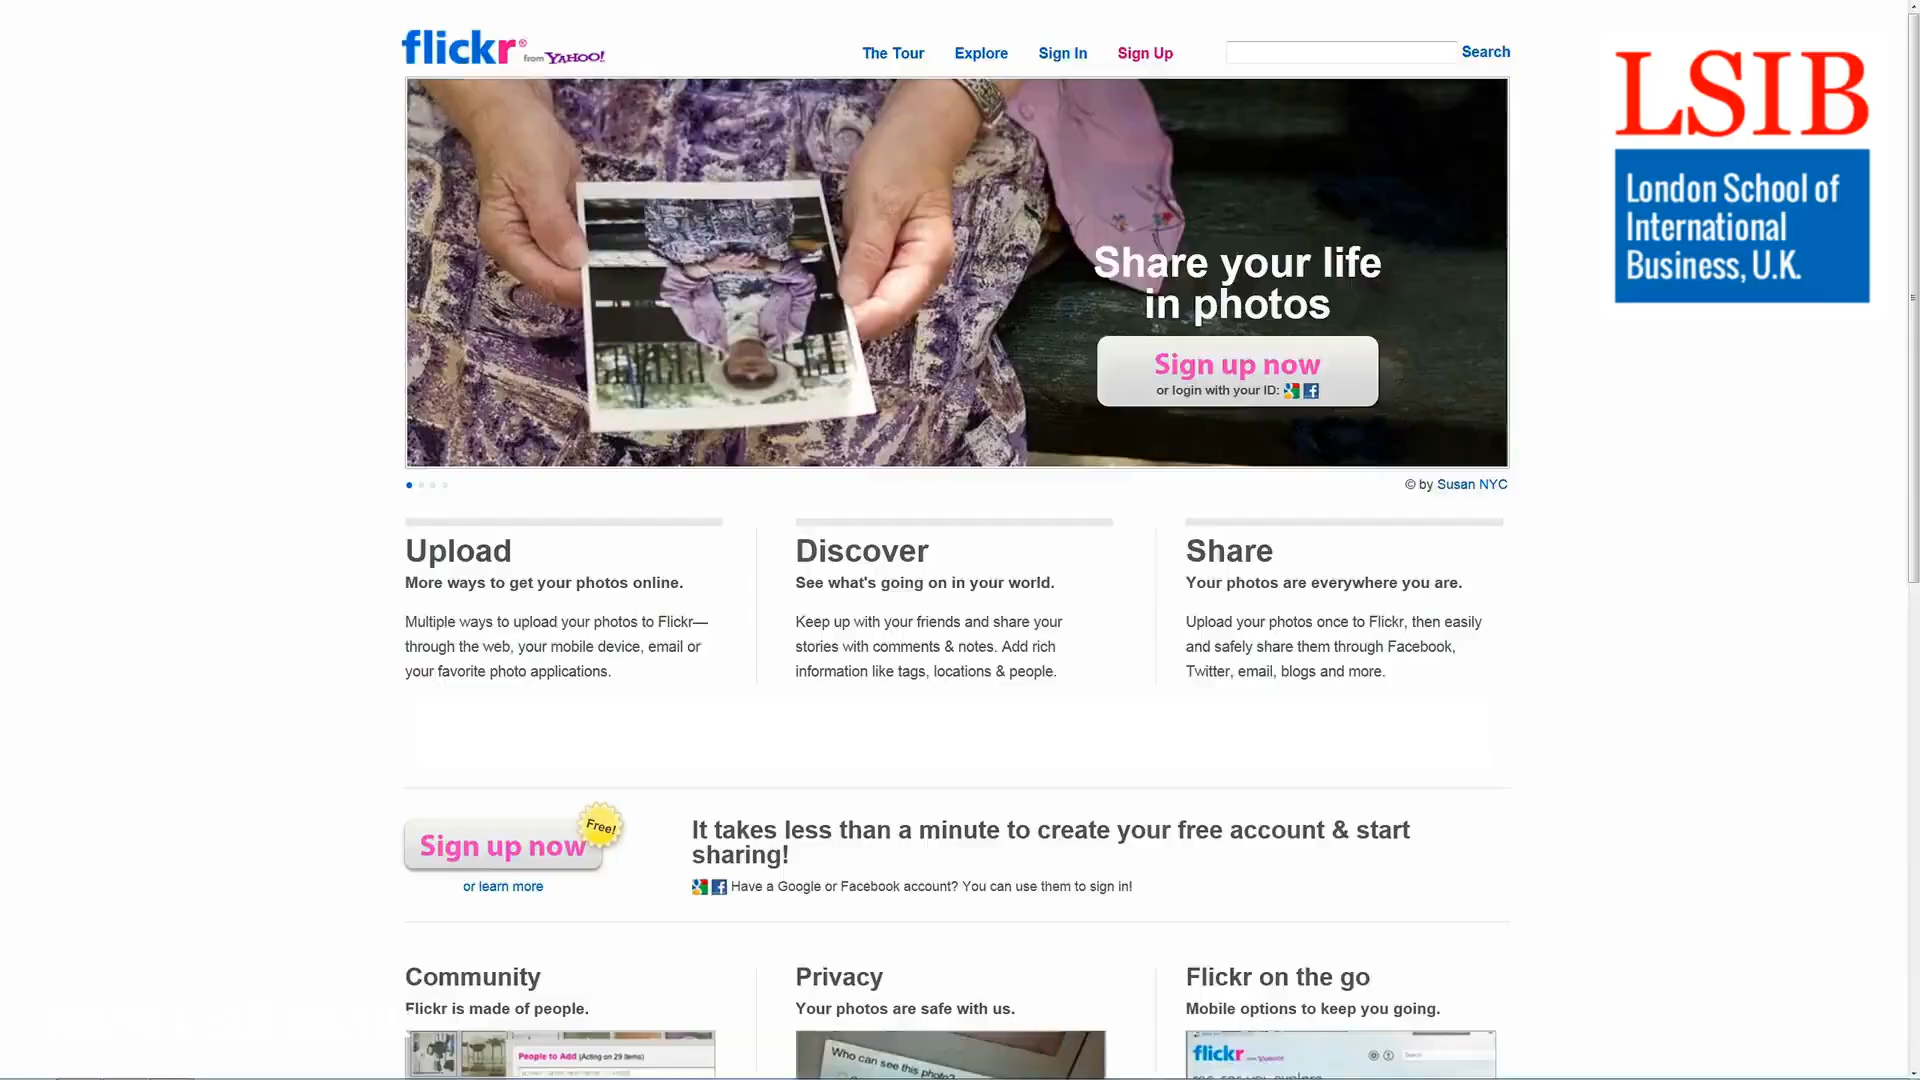 flickr from YAHOO!
The Tour Explore Sign In Sign Up Search
LSIB
London School of
International
Business, U.K.
Share your life
in photos
Sign up now
or login with your ID:
© by Susan NYC
Upload
More ways to get your photos online.
Multiple ways to upload your photos to Flickr—
through the web, your mobile device, email or
your favorite photo applications.
Discover
See what's going on in your world.
Keep up with your friends and share your
stories with comments & notes. Add rich
information like tags, locations & people.
Share
Your photos are everywhere you are.
Upload your photos once to Flickr, then easily
and safely share them through Facebook,
Twitter, email, blogs and more.
Sign up now
Free!
or learn more
It takes less than a minute to create your free account & start
sharing!
Have a Google or Facebook account? You can use them to sign in!
Community
Flickr is made of people.
People to Add (Acting on 29 items)
Privacy
Your photos are safe with us.
Who can see this photo?
Flickr on the go
Mobile options to keep you going.
flickr from YAHOO!
Search